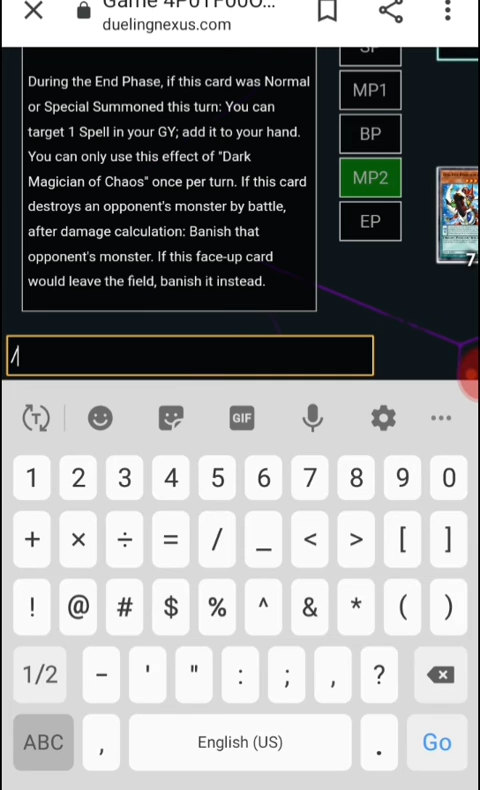 Game 4P01F00O...
duelingnexus.com
During the End Phase, if this card was Normal
or Special Summoned this turn: You can
target 1 Spell in your GY; add it to your hand.
You can only use this effect of "Dark
Magician of Chaos" once per turn. If this card
destroys an opponent's monster by battle,
after damage calculation: Banish that
opponent's monster. If this face-up card
would leave the field, banish it instead.
SP
MP1
BP
MP2
EP
7
/
GIF
1 2 3 4 5 6 7 8 9 0
+ × ÷ = / _ < > [ ]
! @ # $ % ^ & * ( )
1/2 - ' " : ; , ?
ABC , English (US) . Go